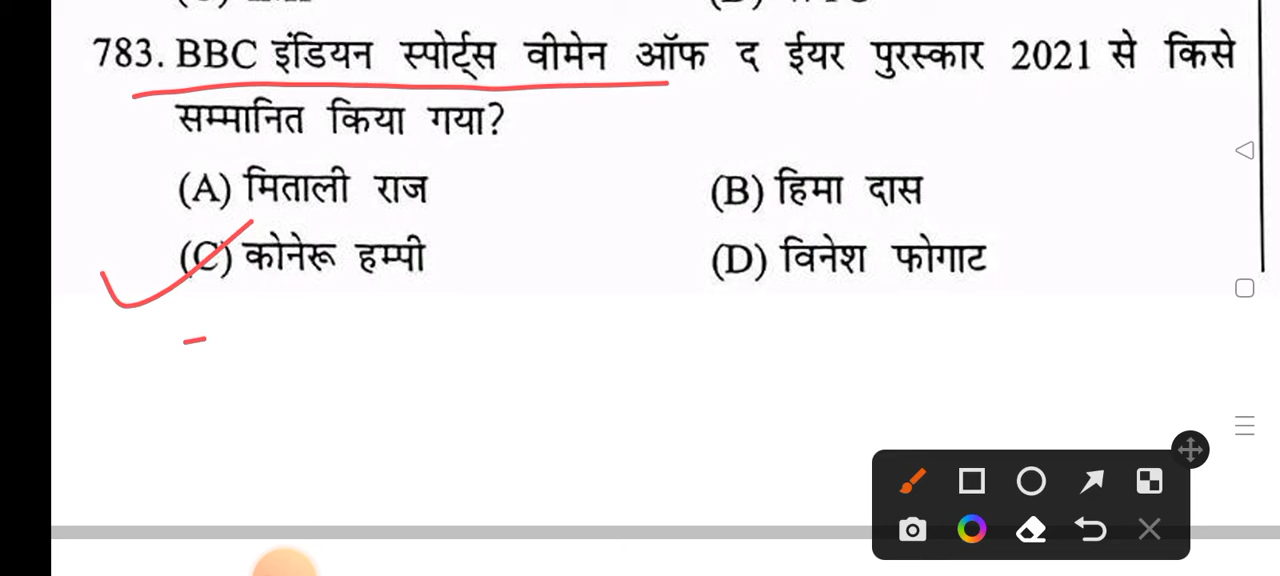 783. BBC इंडियन स्पोर्ट्स वीमेन ऑफ द ईयर पुरस्कार 2021 से किसे
सम्मानित किया गया?
(A) मिताली राज (B) हिमा दास
(C) कोनेरू हम्पी (D) विनेश फोगाट